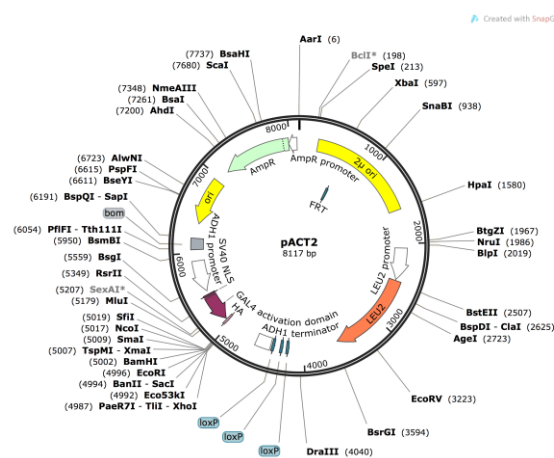 Created with SnapG
AarI (6)
BclI* (198)
SpeI (213)
XbaI (597)
SnaBI (938)
HpaI (1580)
BtgZI (1967)
NruI (1986)
BlpI (2019)
BstEII (2507)
BspDI - ClaI (2625)
AgeI (2723)
EcoRV (3223)
BsrGI (3594)
DraIII (4040)
(7737) BsaHI
(7680) ScaI
(7348) NmeAIII
(7261) BsaI
(7200) AhdI
(6723) AlwNI
(6615) PspFI
(6611) BseYI
(6191) BspQI - SapI
bom
(6054) PflFI - Tth111I
(5950) BsmBI
(5559) BsgI
(5349) RsrII
(5207) SexAI*
(5179) MluI
(5019) SfiI
(5017) NcoI
(5009) SmaI
(5007) TspMI - XmaI
(5002) BamHI
(4996) EcoRI
(4994) BanII - SacI
(4992) Eco53kI
(4987) PaeR7I - TliI - XhoI
loxP
loxP
loxP
8000
1000
2000
3000
4000
5000
6000
7000
AmpR
AmpR promoter
2μ ori
FRT
ori
pACT2
8117 bp
LEU2 promoter
LEU2
ADH1 promoter
SV40 NLS
HA
GAL4 activation domain
ADH1 terminator